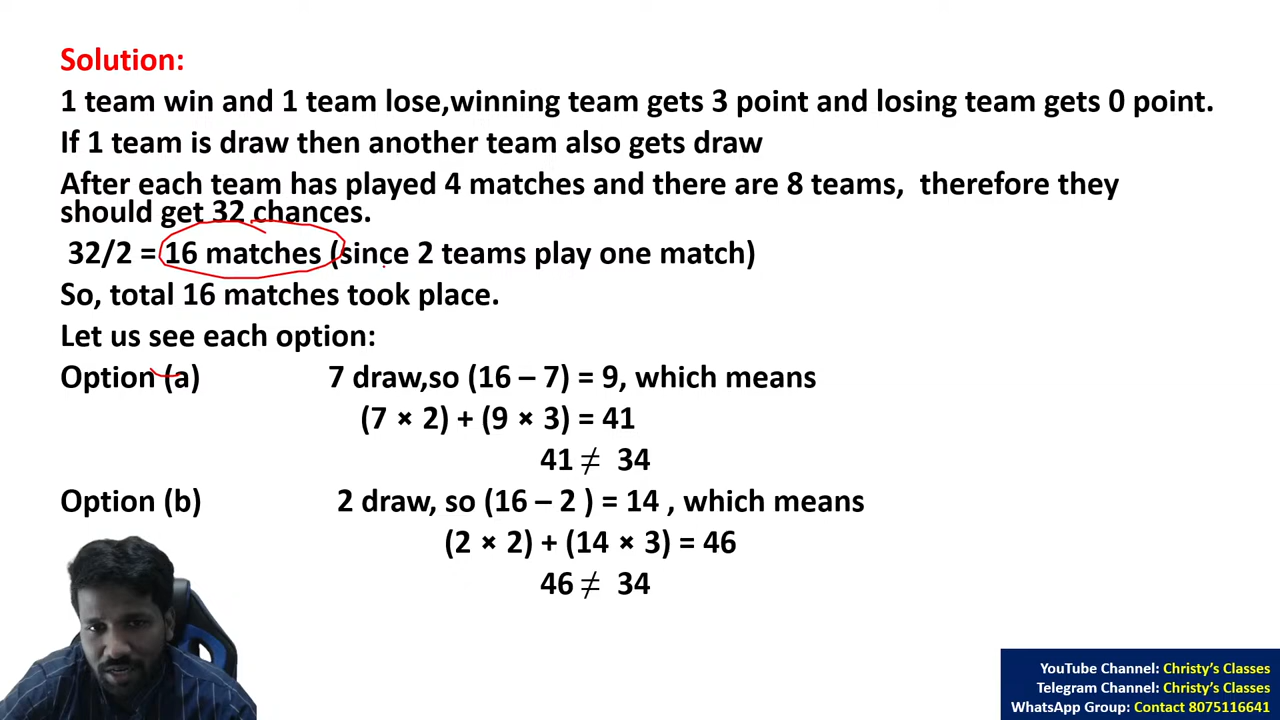 Solution:
1 team win and 1 team lose,winning team gets 3 point and losing team gets 0 point.
If 1 team is draw then another team also gets draw
After each team has played 4 matches and there are 8 teams, therefore they
should get 32 chances.
32/2 = 16 matches (since 2 teams play one match)
So, total 16 matches took place.
Let us see each option:
Option (a) 7 draw,so (16 – 7) = 9, which means
(7 × 2) + (9 × 3) = 41
41 ≠ 34
Option (b) 2 draw, so (16 – 2 ) = 14 , which means
(2 × 2) + (14 × 3) = 46
46 ≠ 34
YouTube Channel: Christy's Classes
Telegram Channel: Christy's Classes
WhatsApp Group: Contact 8075116641